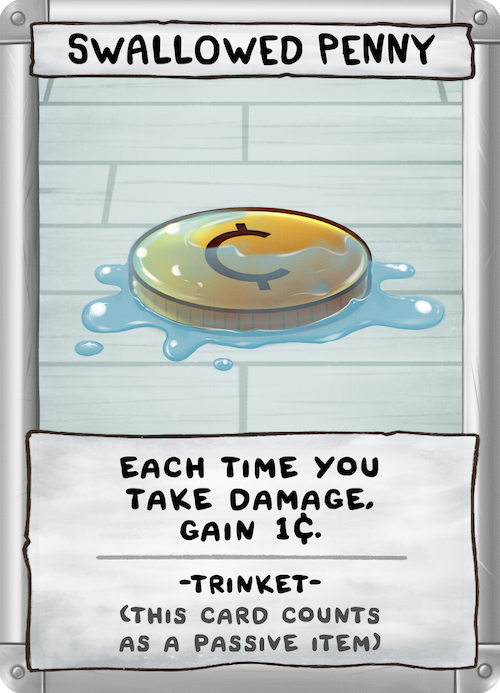 SWALLOWED PENNY
¢
EACH TIME YOU
TAKE DAMAGE,
GAIN 1¢.
-TRINKET-
(THIS CARD COUNTS
AS A PASSIVE ITEM)